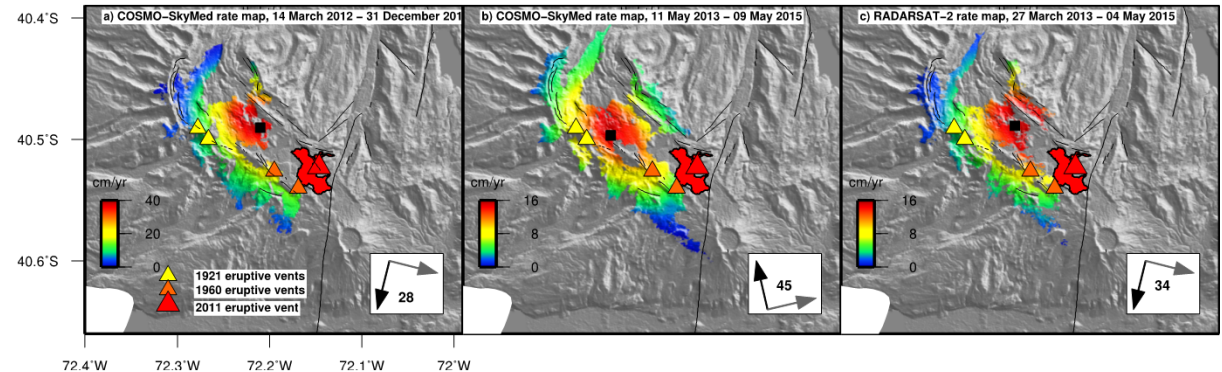 a) COSMO-SkyMed rate map, 14 March 2012 – 31 December 201
b) COSMO-SkyMed rate map, 11 May 2013 – 09 May 2015
c) RADARSAT-2 rate map, 27 March 2013 – 04 May 2015
40.4˚S
40.5˚S
40.6˚S
cm/yr
40
20
0
1921 eruptive vents
1960 eruptive vents
2011 eruptive vent
28
cm/yr
16
8
0
45
cm/yr
16
8
0
34
72.4˚W
72.3˚W
72.2˚W
72.1˚W
72˚W